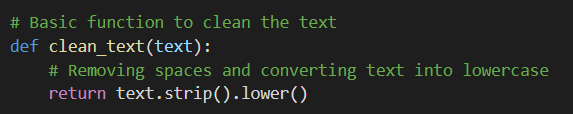 # Basic function to clean the text
def clean_text(text):
    # Removing spaces and converting text into lowercase
    return text.strip().lower()